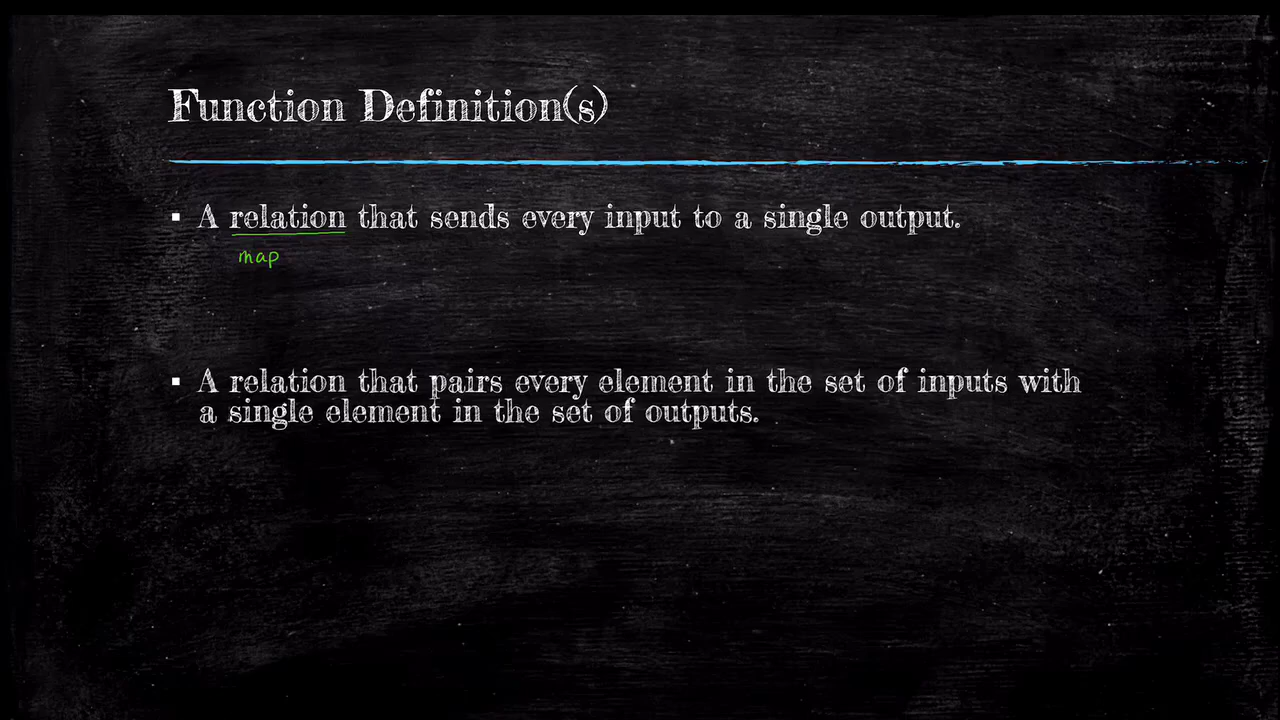 Function Definition(s)
▪ A relation that sends every input to a single output.
map
▪ A relation that pairs every element in the set of inputs with
a single element in the set of outputs.